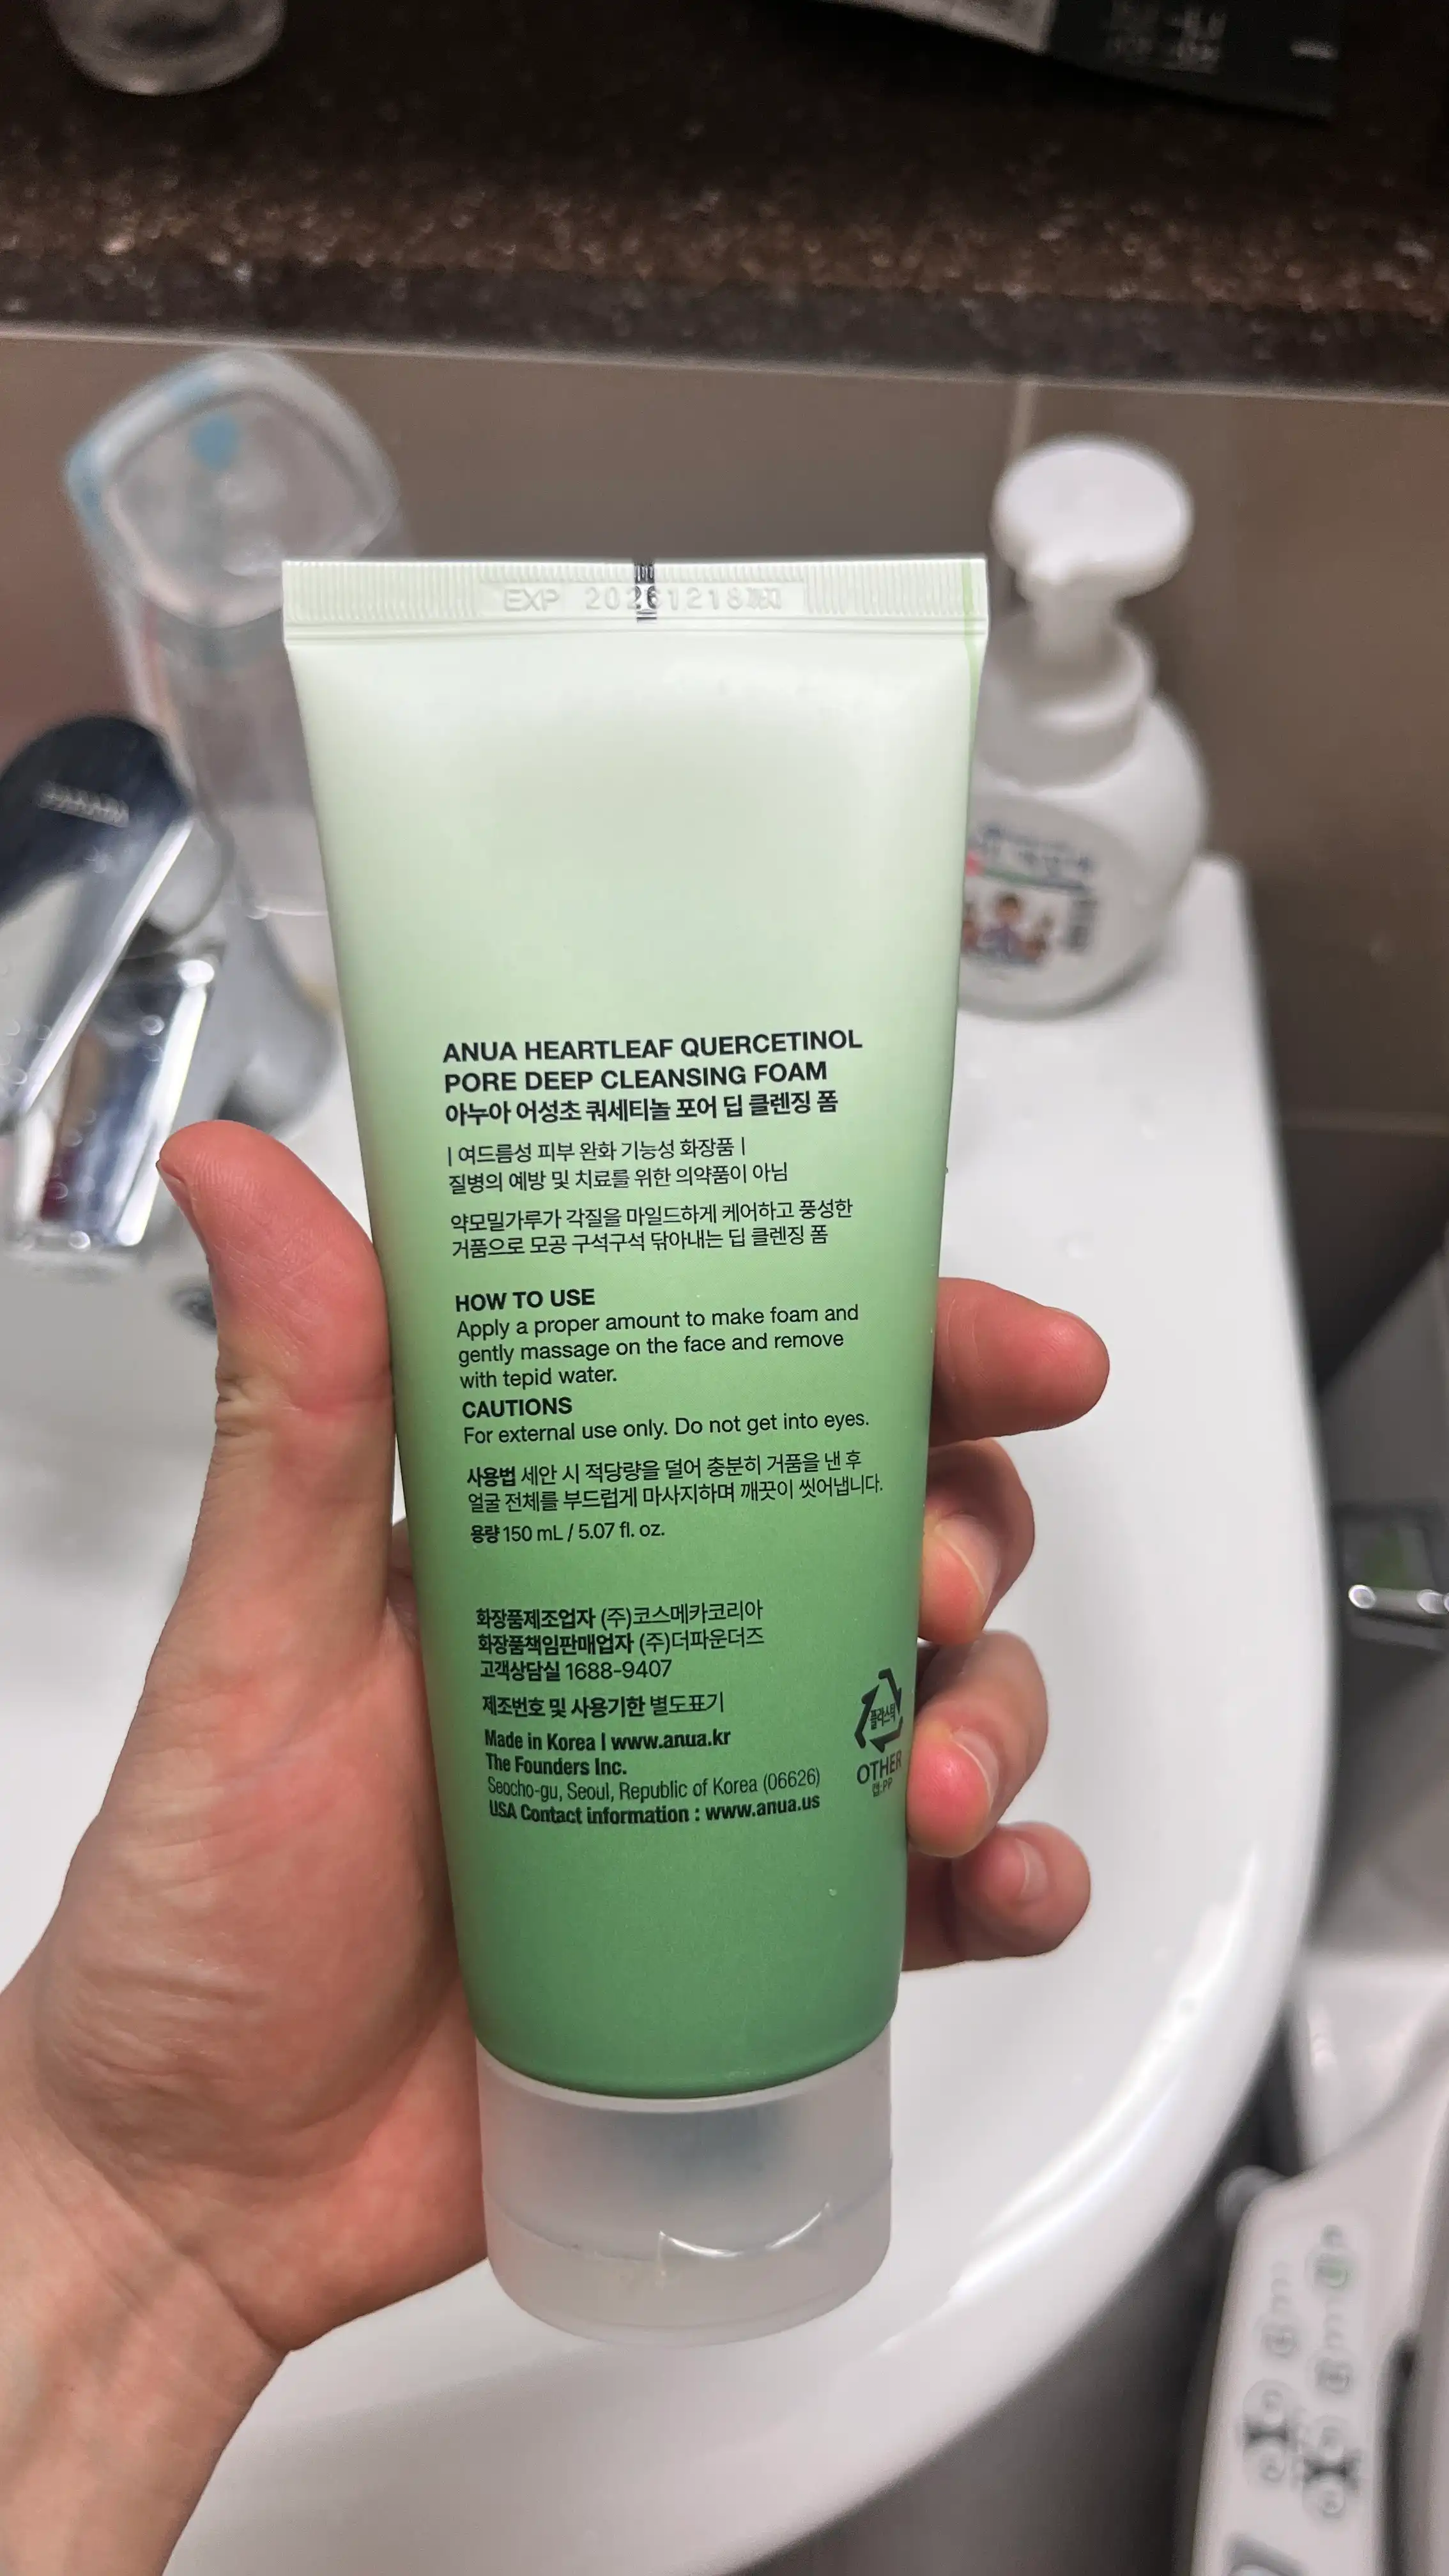 EXP 20261218까지
ANUA HEARTLEAF QUERCETINOL
PORE DEEP CLEANSING FOAM
아누아 어성초 쿼세티놀 포어 딥 클렌징 폼
| 여드름성 피부 완화 기능성 화장품 |
질병의 예방 및 치료를 위한 의약품이 아님
약모밀가루가 각질을 마일드하게 케어하고 풍성한
거품으로 모공 구석구석 닦아내는 딥 클렌징 폼
HOW TO USE
Apply a proper amount to make foam and
gently massage on the face and remove
with tepid water.
CAUTIONS
For external use only. Do not get into eyes.
사용법 세안 시 적당량을 덜어 충분히 거품을 낸 후
얼굴 전체를 부드럽게 마사지하며 깨끗이 씻어냅니다.
용량 150 mL / 5.07 fl. oz.
화장품제조업자 (주)코스메카코리아
화장품책임판매업자 (주)더파운더즈
고객상담실 1688-9407
제조번호 및 사용기한 별도표기
Made in Korea | www.anua.kr
The Founders Inc.
Seocho-gu, Seoul, Republic of Korea (06626)
USA Contact information : www.anua.us
플라스틱
OTHER
캡:PP